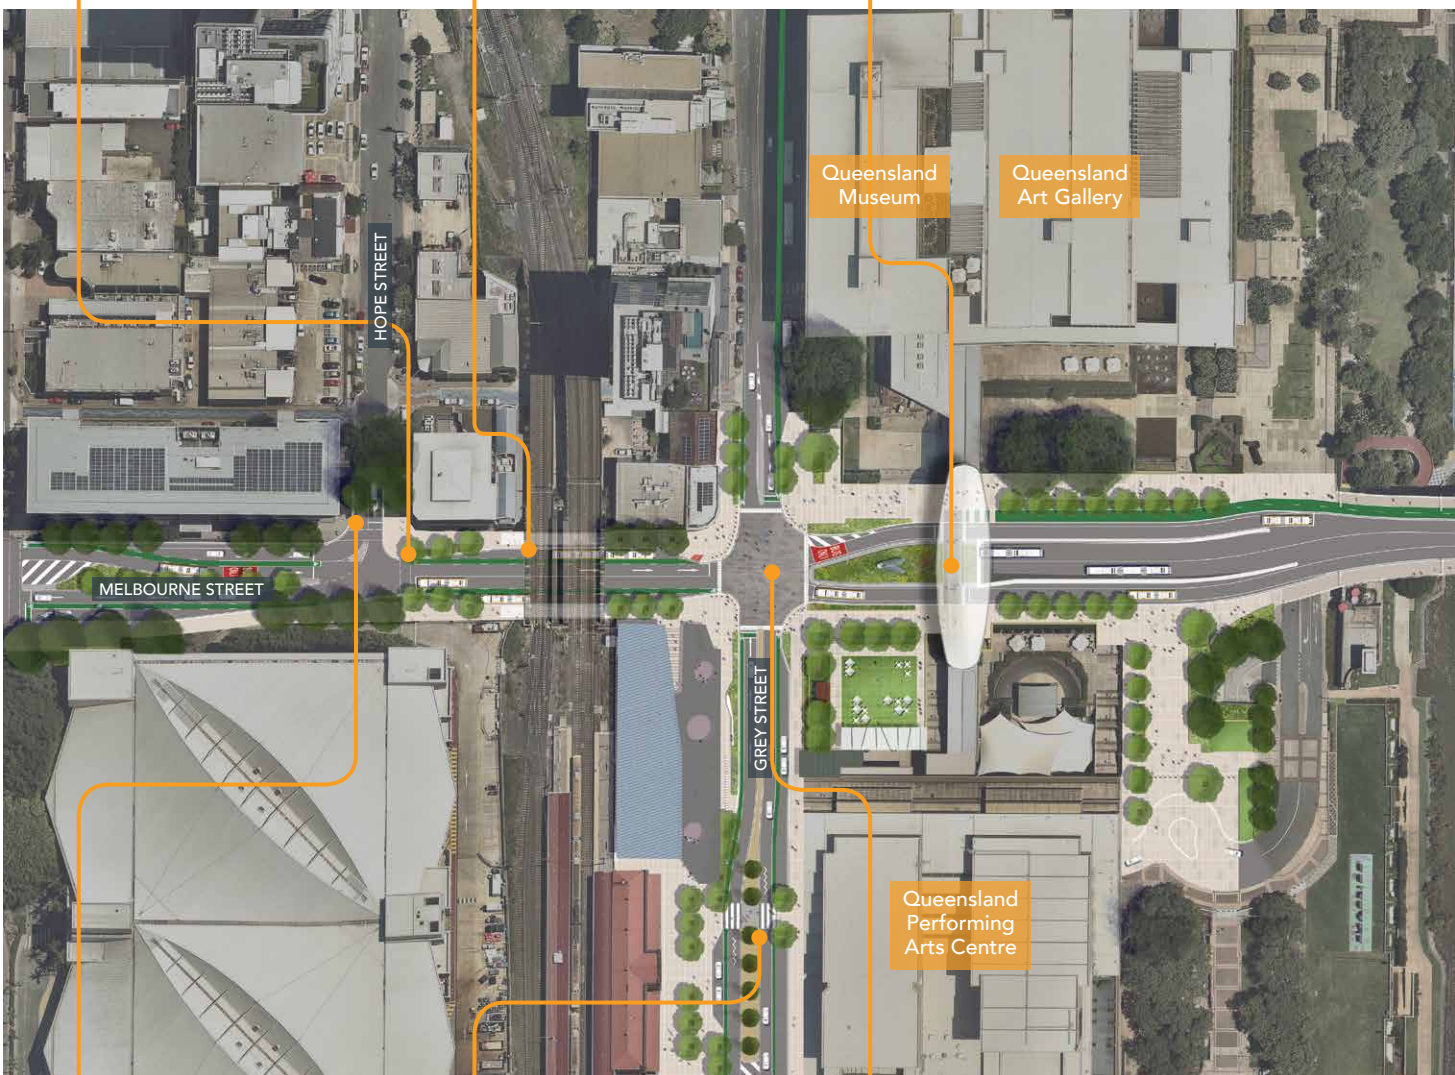 Queensland
Museum
Queensland
Art Gallery
HOPE STREET
MELBOURNE STREET
GREY STREET
Queensland
Performing
Arts Centre